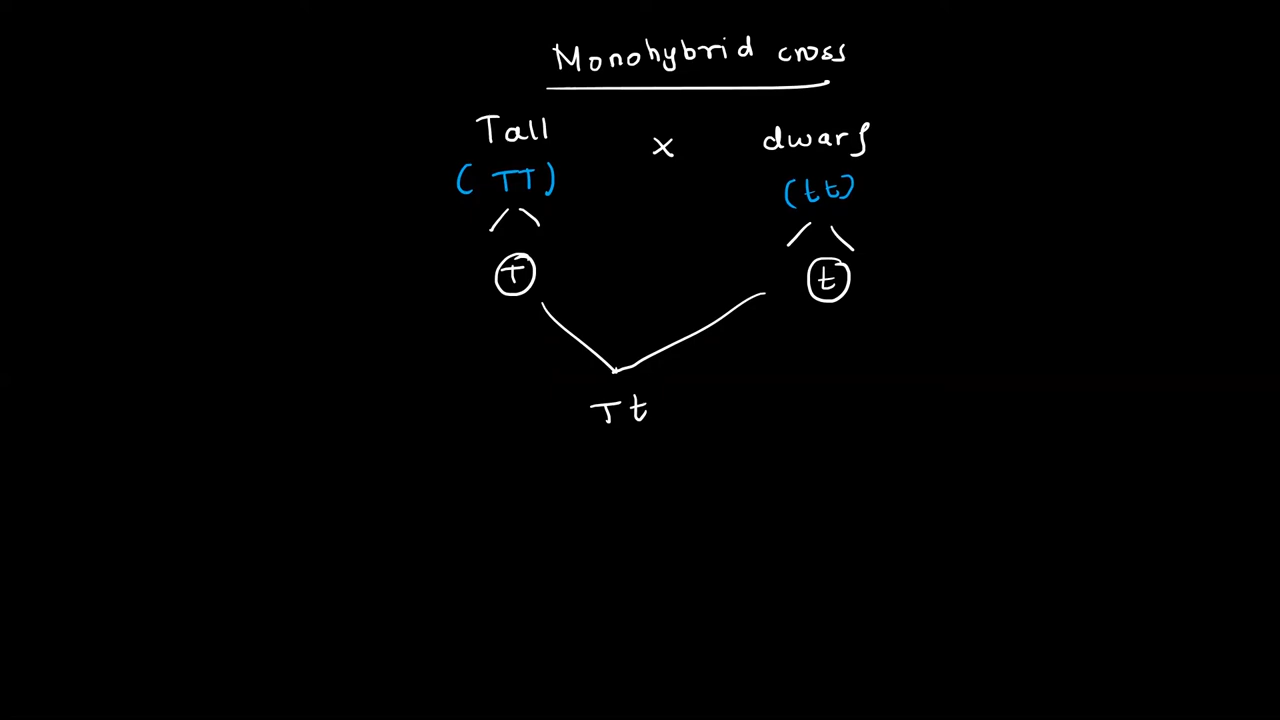 Monohybrid cross
Tall x dwarf
(TT) (tt)
T t
Tt